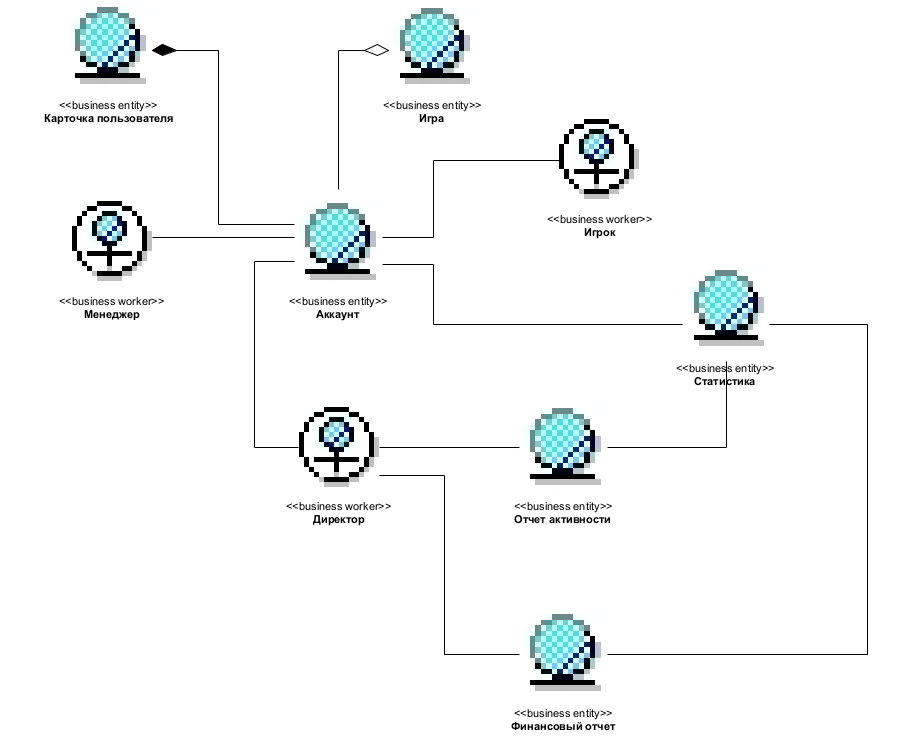 <<business entity>>
Карточка пользователя
<<business entity>>
Игра
<<business worker>>
Игрок
<<business worker>>
Менеджер
<<business entity>>
Аккаунт
<<business entity>>
Статистика
<<business worker>>
Директор
<<business entity>>
Отчет активности
<<business entity>>
Финансовый отчет